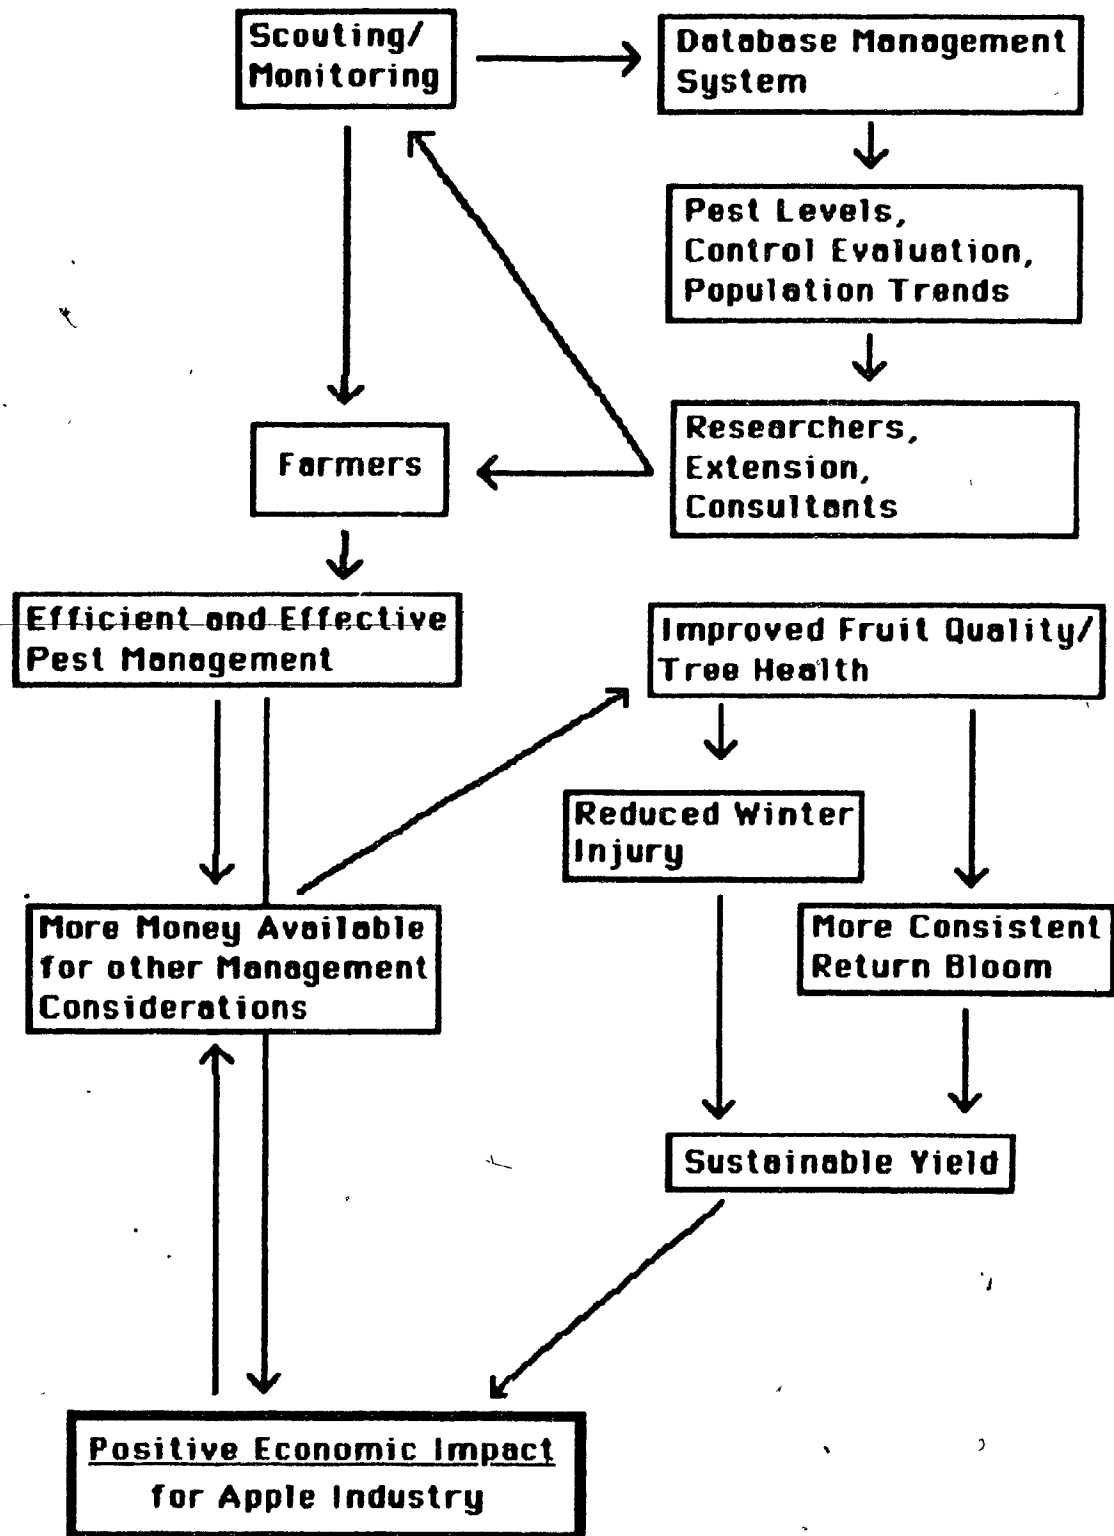 Scouting/
Monitoring
Database Management
System
Pest Levels,
Control Evaluation,
Population Trends
Researchers,
Extension,
Consultants
Farmers
Efficient and Effective
Pest Management
Improved Fruit Quality/
Tree Health
Reduced Winter
Injury
More Money Available
for other Management
Considerations
More Consistent
Return Bloom
Sustainable Yield
Positive Economic Impact
for Apple Industry